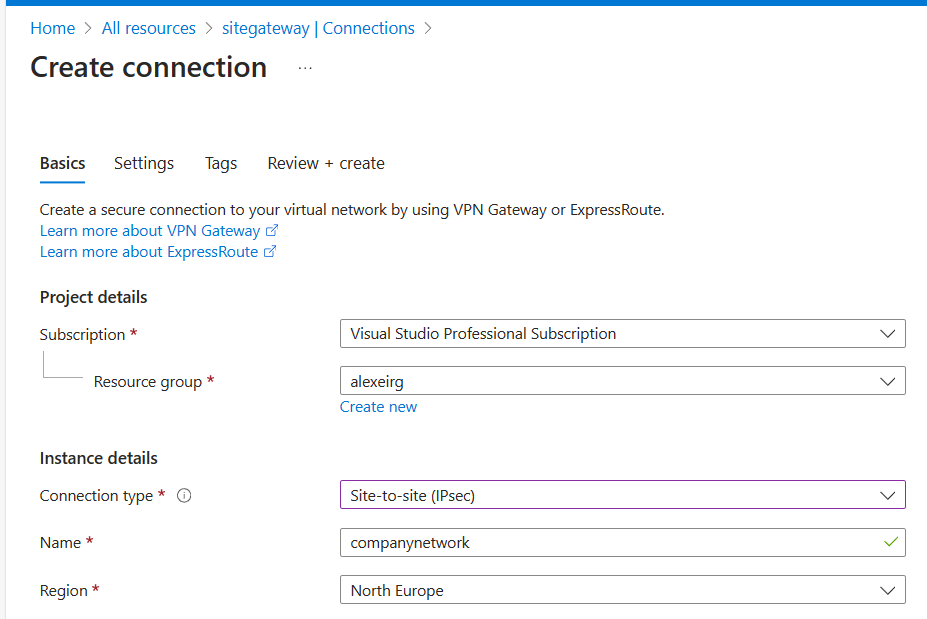 Home > All resources > sitegateway | Connections >
Create connection ...
Basics Settings Tags Review + create
Create a secure connection to your virtual network by using VPN Gateway or ExpressRoute.
Learn more about VPN Gateway
Learn more about ExpressRoute
Project details
Subscription * Visual Studio Professional Subscription
Resource group * alexeirg
Create new
Instance details
Connection type * Site-to-site (IPsec)
Name * companynetwork
Region * North Europe